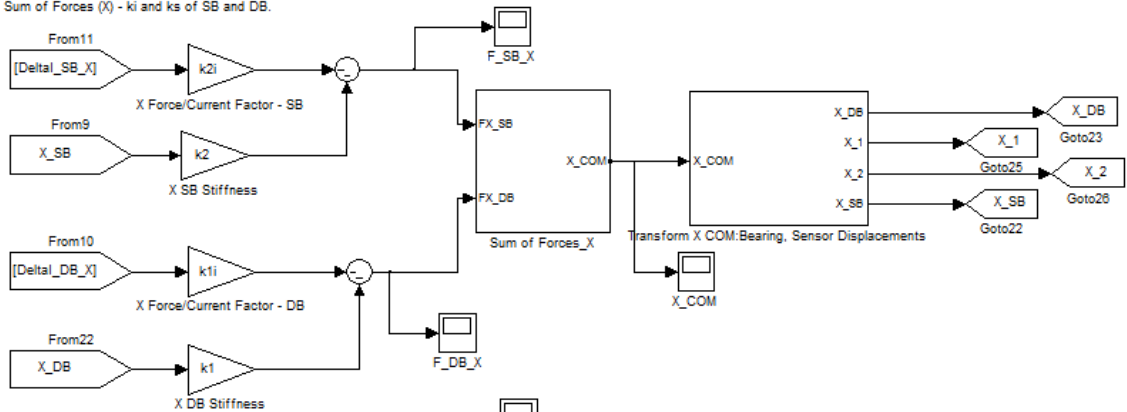 Sum of Forces (X) - ki and ks of SB and DB.
From11
[DeltaI_SB_X]
k2i
X Force/Current Factor - SB
F_SB_X
From9
X_SB
k2
X SB Stiffness
FX_SB
FX_DB
X_COM
Sum of Forces_X
X_COM
X_DB
X_1
X_2
X_SB
Transform X COM:Bearing, Sensor Displacements
X_DB
Goto23
X_1
Goto25
X_2
Goto26
X_SB
Goto22
X_COM
From10
[DeltaI_DB_X]
k1i
X Force/Current Factor - DB
F_DB_X
From22
X_DB
k1
X DB Stiffness